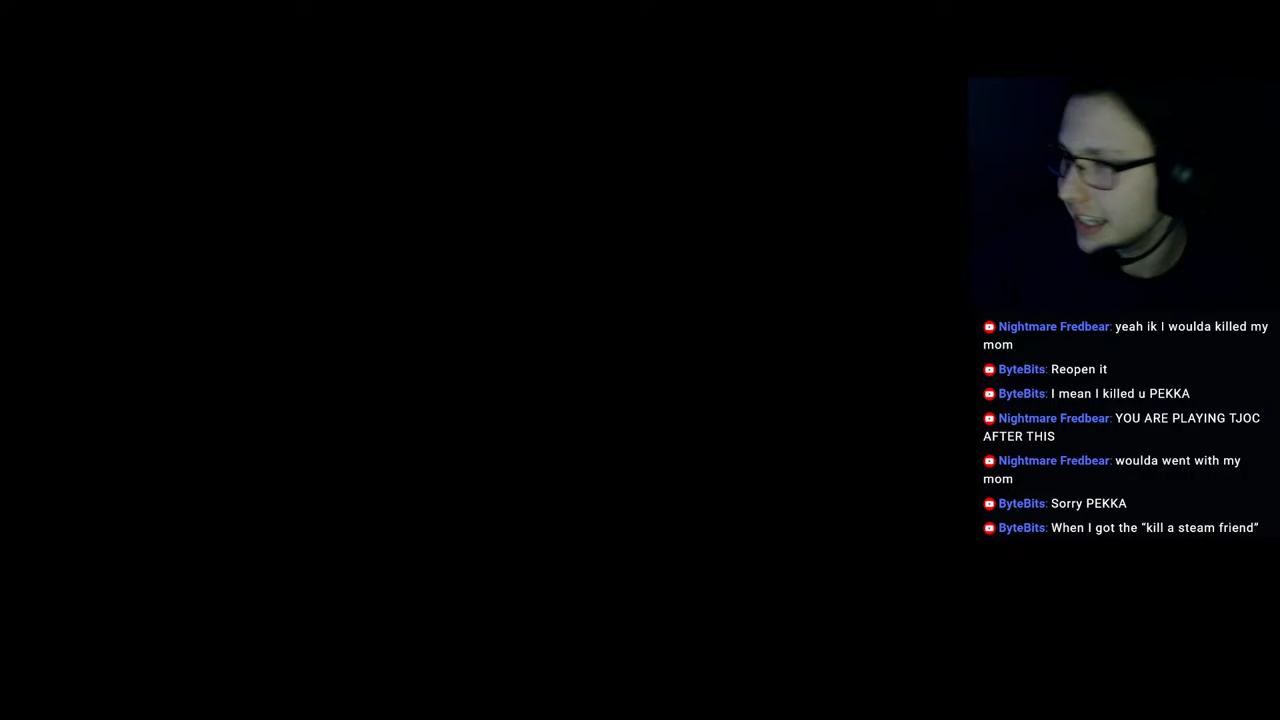 Nightmare Fredbear: yeah ik I woulda killed my
mom
ByteBits: Reopen it
ByteBits: I mean I killed u PEKKA
Nightmare Fredbear: YOU ARE PLAYING TJOC
AFTER THIS
Nightmare Fredbear: woulda went with my
mom
ByteBits: Sorry PEKKA
ByteBits: When I got the “kill a steam friend”